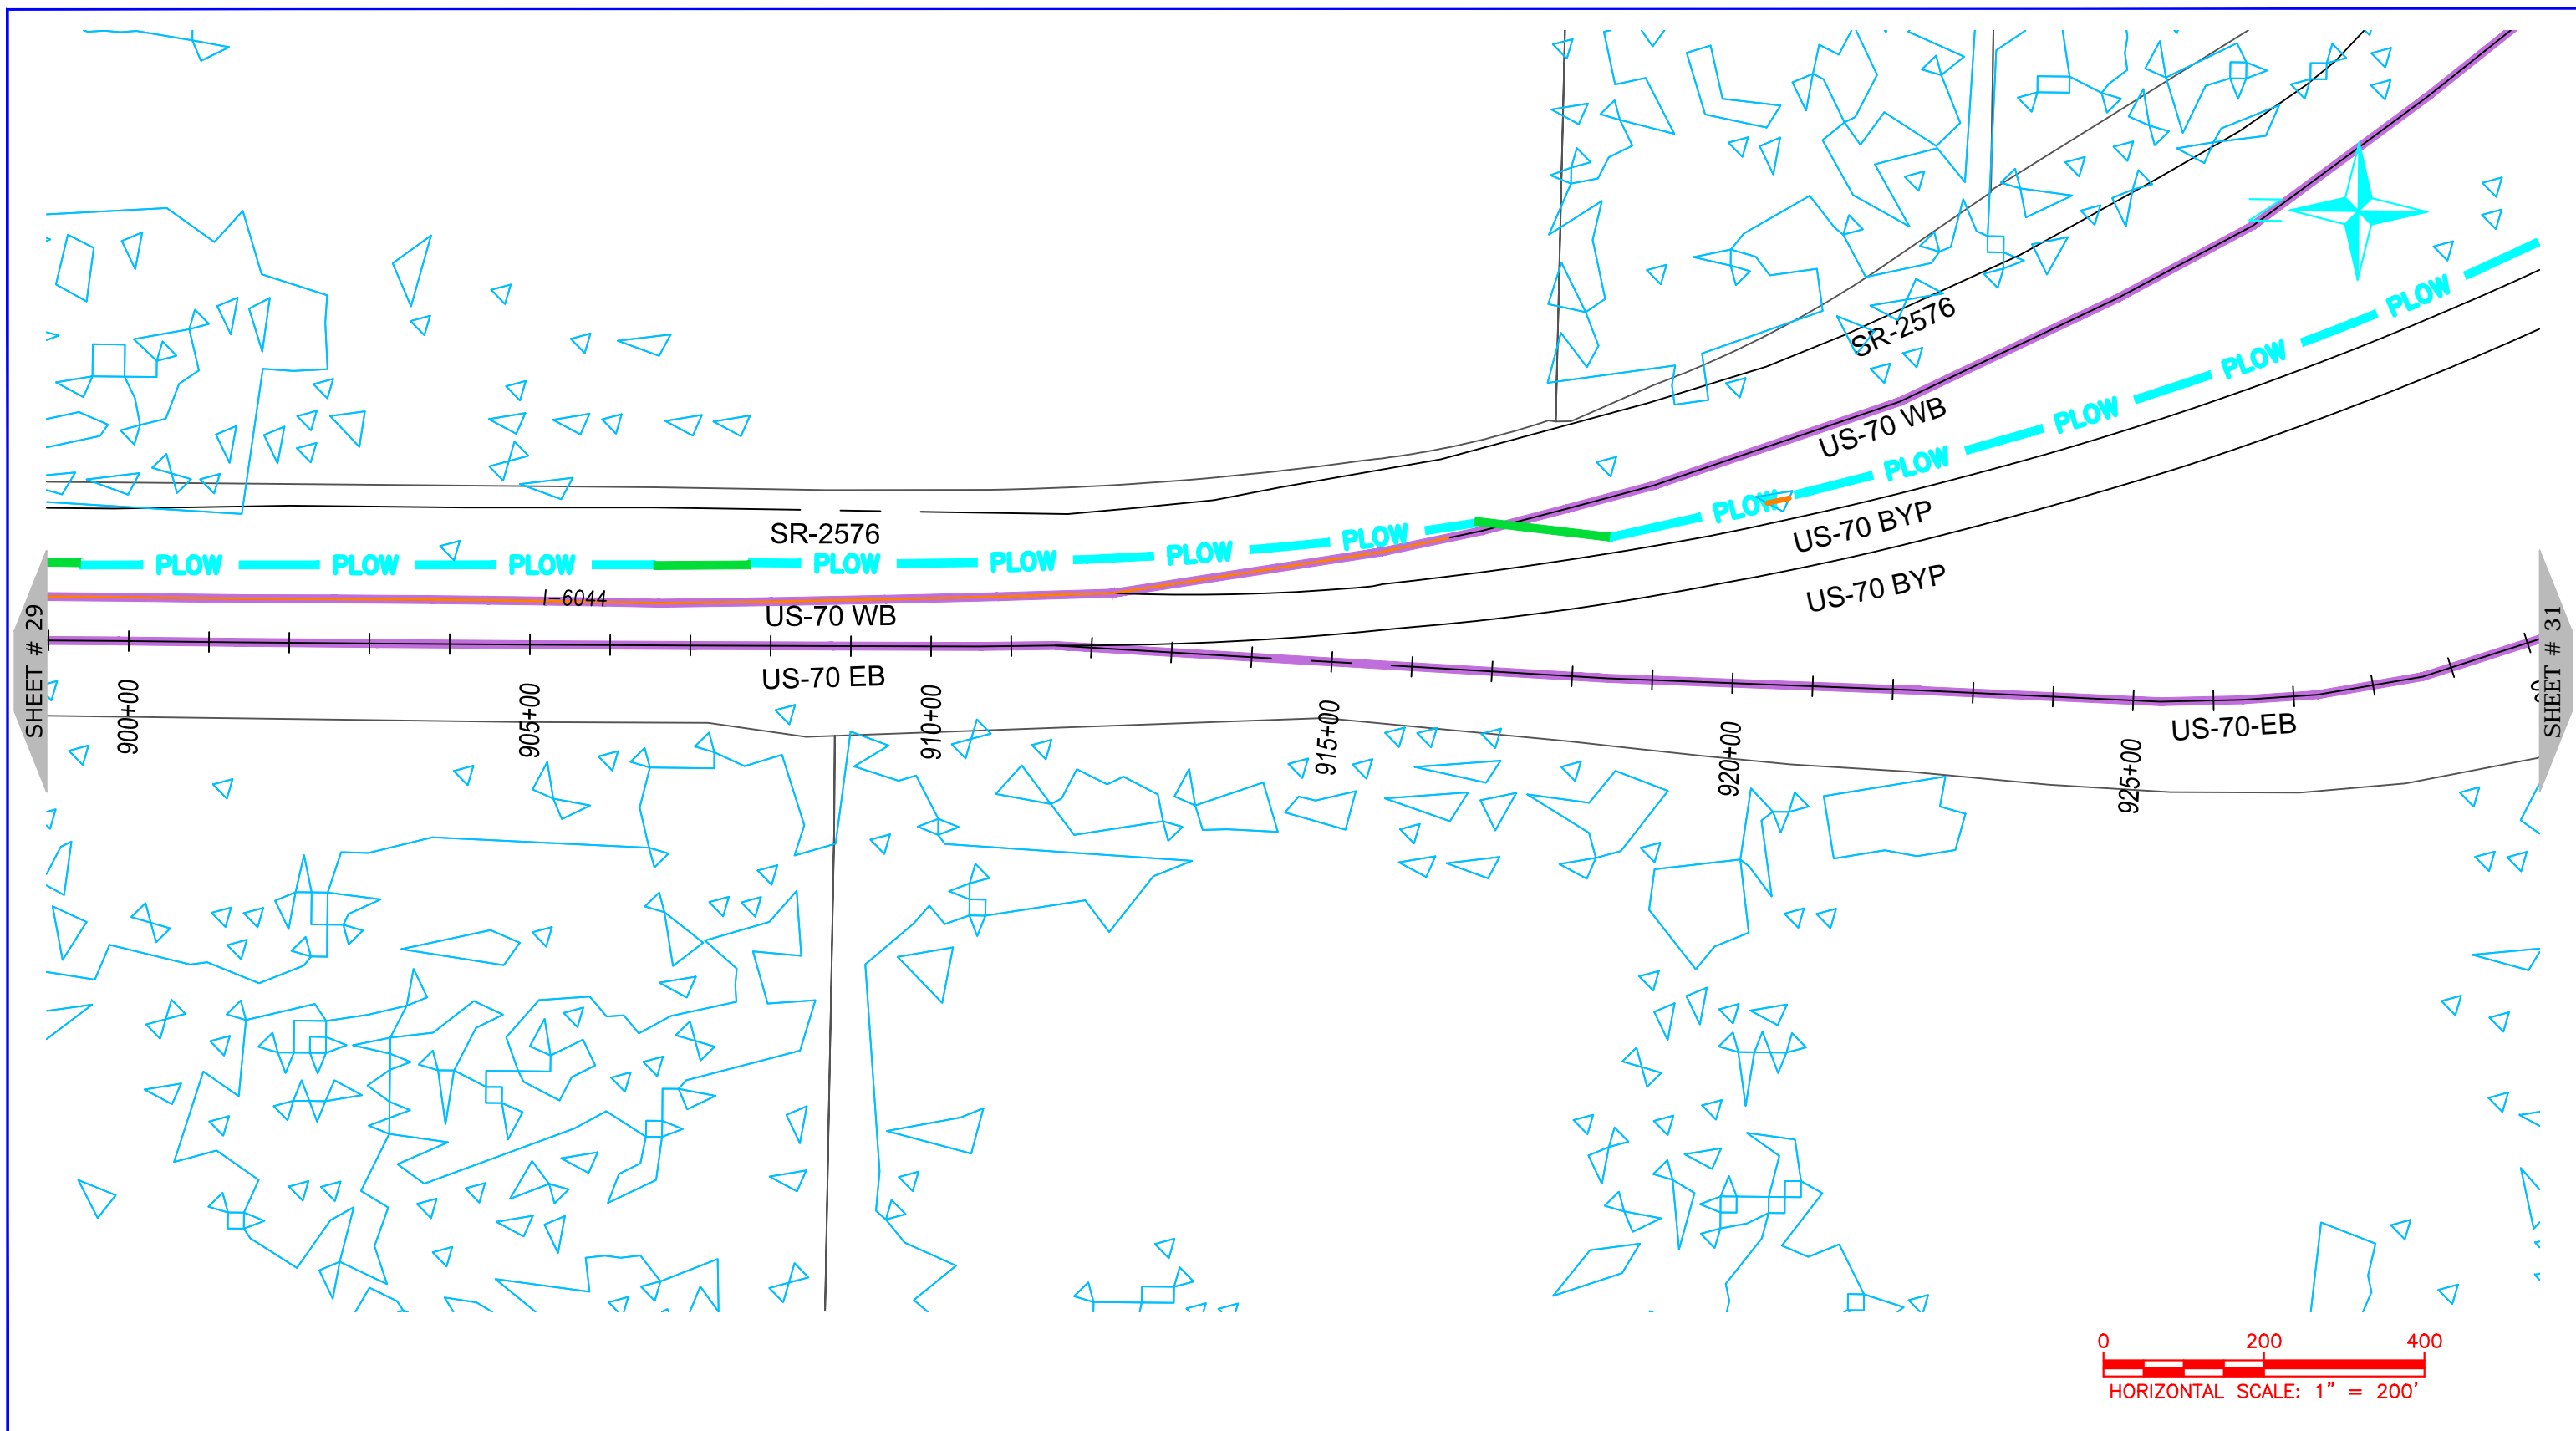 SR-2576
US-70 WB
PLOW
PLOW
US-70 BYP
PLOW
PLOW
PLOW
PLOW
SR-2576
PLOW PLOW PLOW PLOW PLOW PLOW PLOW
I-6044
US-70 WB
US-70 BYP
US-70 EB
US-70-EB
SHEET # 29
900+00
905+00
910+00
915+00
920+00
925+00
SHEET # 31
0 200 400
HORIZONTAL SCALE: 1" = 200'